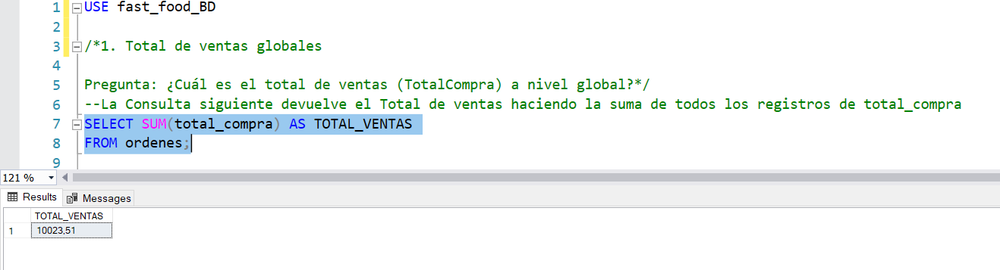 1 USE fast_food_BD
2
3 /*1. Total de ventas globales
4
5 Pregunta: ¿Cuál es el total de ventas (TotalCompra) a nivel global?*/
6 --La Consulta siguiente devuelve el Total de ventas haciendo la suma de todos los registros de total_compra
7 SELECT SUM(total_compra) AS TOTAL_VENTAS
8 FROM ordenes;
9
121 %
Results Messages
TOTAL_VENTAS
1 10023,51